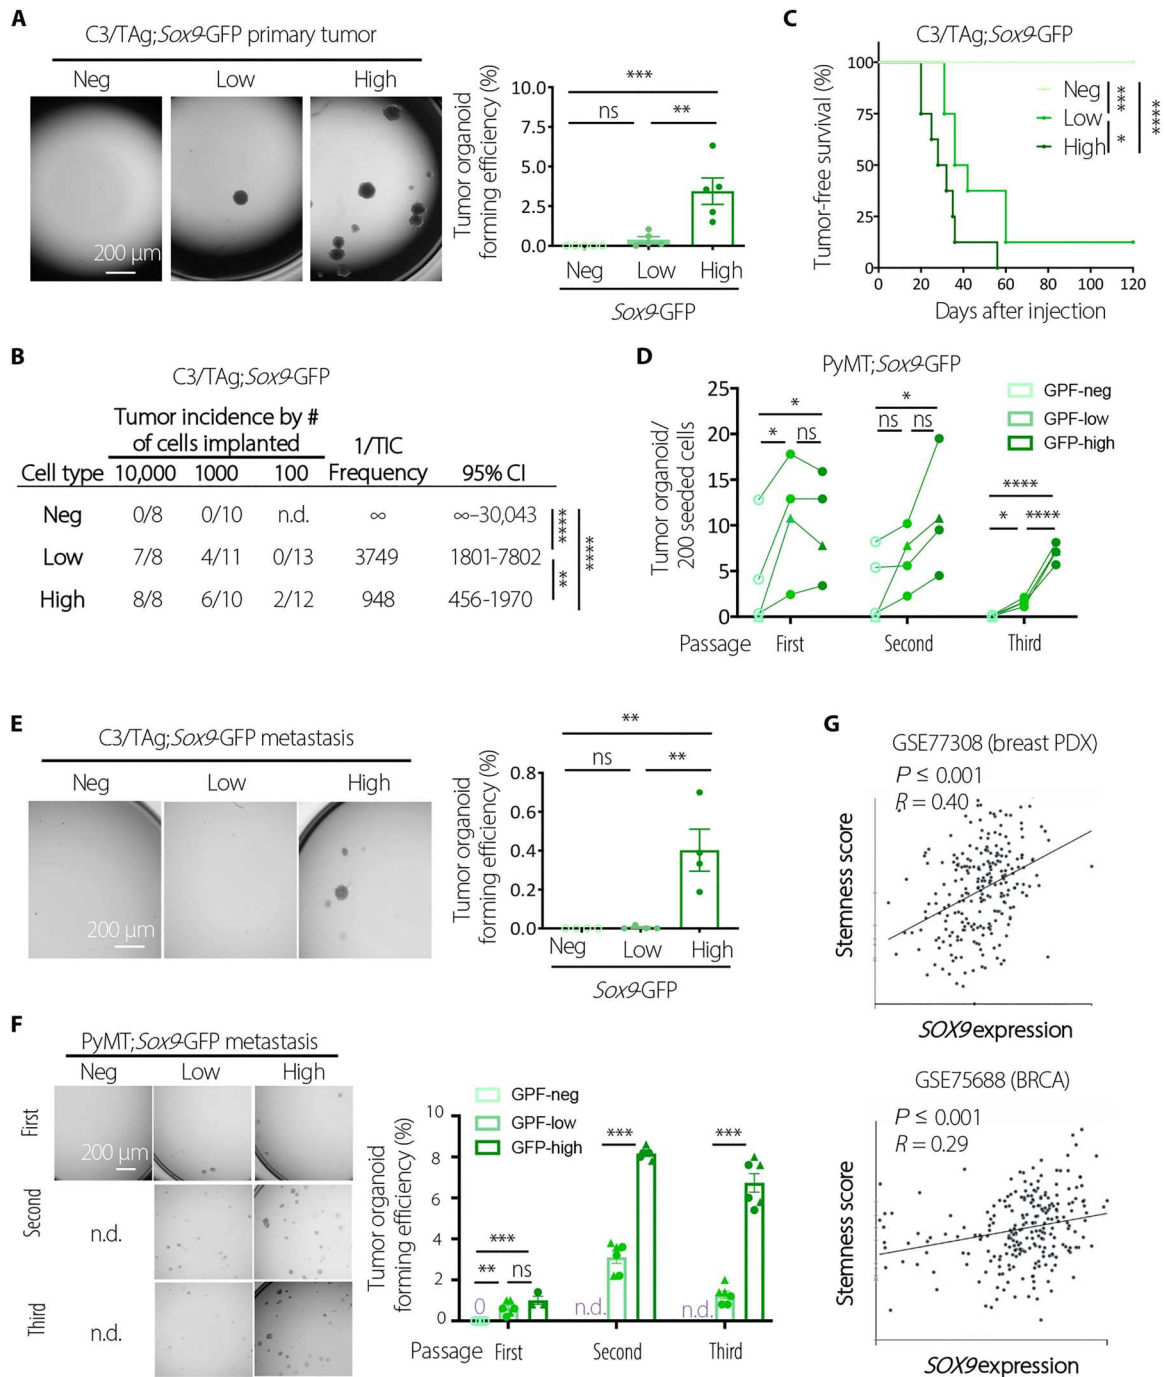 A
C3/TAg;Sox9-GFP primary tumor
Neg Low High
200 µm
Tumor organoid
forming efficiency (%)
10.0
7.5
5.0
2.5
0.0
***
ns **
Neg Low High
Sox9-GFP
C
C3/TAg;Sox9-GFP
Tumor-free survival (%)
100
75
50
25
0
0 20 40 60 80 100 120
Days after injection
Neg
Low
High
***
*
****
B
C3/TAg;Sox9-GFP
Tumor incidence by #
of cells implanted
1/TIC
Cell type 10,000 1000 100 Frequency 95% CI
Neg 0/8 0/10 n.d. ∞ ∞–30,043
Low 7/8 4/11 0/13 3749 1801-7802
High 8/8 6/10 2/12 948 456-1970
****
**
****
D
PyMT;Sox9-GFP
Tumor organoid/
200 seeded cells
25
20
15
10
5
0
*
* ns
*
ns ns
****
* ****
GPF-neg
GPF-low
GFP-high
Passage First Second Third
E
C3/TAg;Sox9-GFP metastasis
Neg Low High
200 µm
Tumor organoid
forming efficiency (%)
0.8
0.6
0.4
0.2
0.0
**
ns **
Neg Low High
Sox9-GFP
F
PyMT;Sox9-GFP metastasis
Neg Low High
First
200 µm
Second
n.d.
Third
n.d.
Tumor organoid
forming efficiency (%)
10
8
6
4
2
0
GPF-neg
GPF-low
GFP-high
***
** ns
0
***
n.d.
***
n.d.
Passage First Second Third
G
GSE77308 (breast PDX)
P ≤ 0.001
R = 0.40
Stemness score
SOX9 expression
GSE75688 (BRCA)
P ≤ 0.001
R = 0.29
Stemness score
SOX9 expression